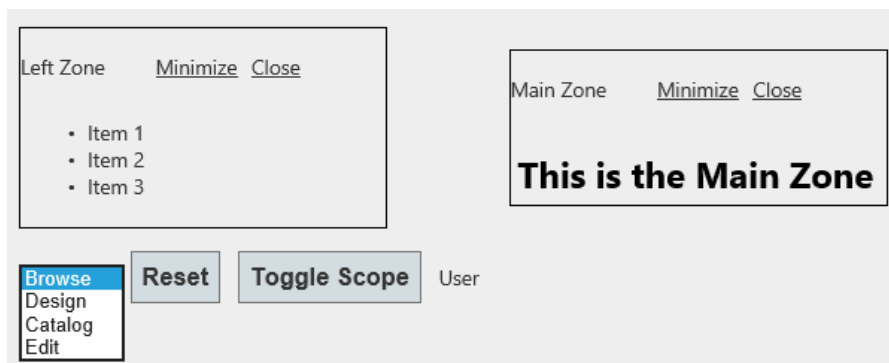 Left Zone Minimize Close
Item 1
Item 2
Item 3
Main Zone Minimize Close
This is the Main Zone
Browse
Design
Catalog
Edit
Reset
Toggle Scope
User